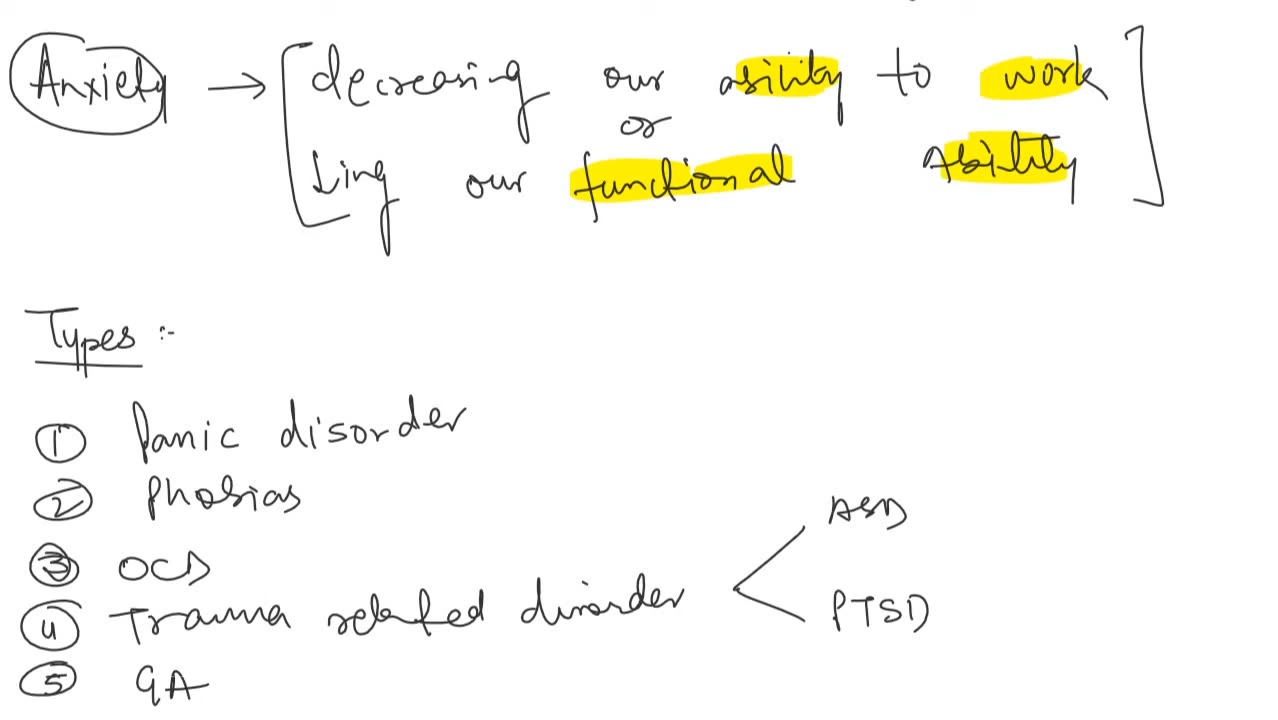 Anxiety → [decreasing our ability to work
or
↓ing our functional ability]
Types :-
① Panic disorder
② Phobias
③ OCD
④ Trauma related disorder < ASD
PTSD
⑤ GA